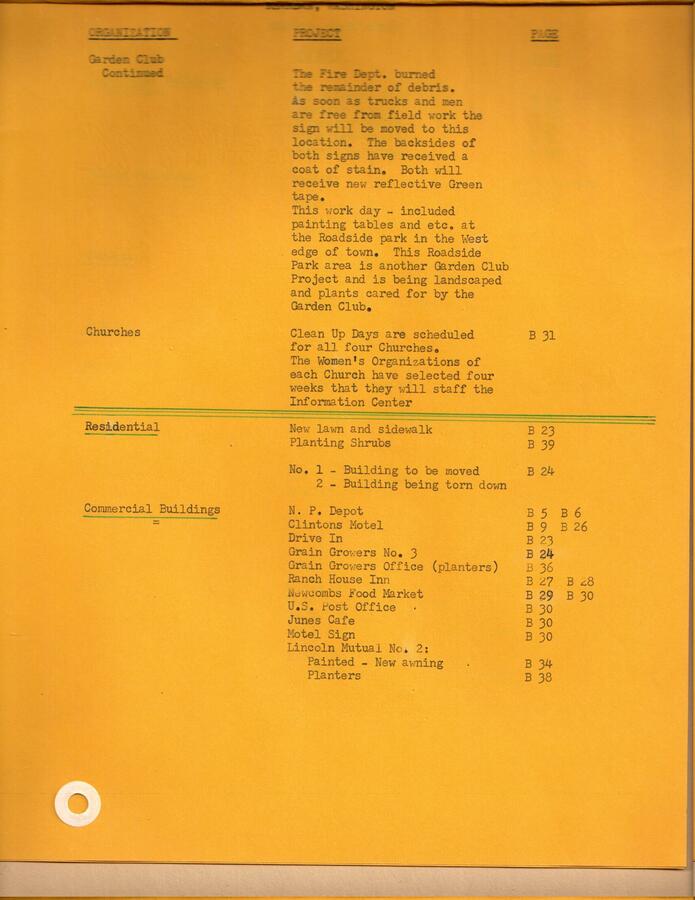 WASHINGTON
ORGANIZATION PROJECT PAGE
Garden Club
Continued
The Fire Dept. burned
the remainder of debris.
As soon as trucks and men
are free from field work the
sign will be moved to this
location. The backsides of
both signs have received a
coat of stain. Both will
receive new reflective Green
tape.
This work day - included
painting tables and etc. at
the Roadside park in the West
edge of town. This Roadside
Park area is another Garden Club
Project and is being landscaped
and plants cared for by the
Garden Club.
Churches Clean Up Days are scheduled B 31
for all four Churches.
The Women's Organizations of
each Church have selected four
weeks that they will staff the
Information Center
Residential New lawn and sidewalk B 23
Planting Shrubs B 39
No. 1 - Building to be moved B 24
2 - Building being torn down
Commercial Buildings N. P. Depot B 5 B 6
Clintons Motel B 9 B 26
Drive In B 23
Grain Growers No. 3 B 24
Grain Growers Office (planters) B 36
Ranch House Inn B 27 B 28
Newcombs Food Market B 29 B 30
U.S. Post Office B 30
Junes Cafe B 30
Motel Sign B 30
Lincoln Mutual No. 2:
Painted - New awning B 34
Planters B 38